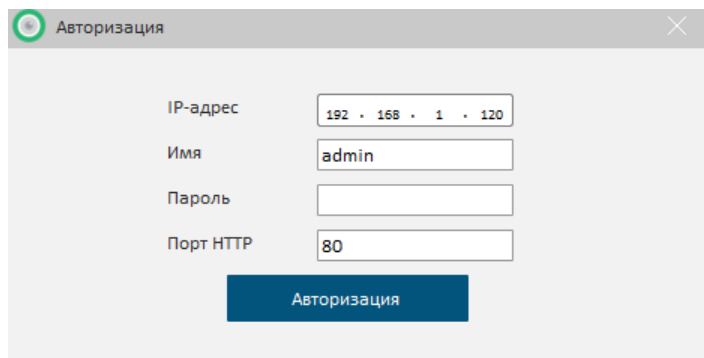 Авторизация
IP-адрес 192 . 168 . 1 . 120
Имя admin
Пароль
Порт HTTP 80
Авторизация